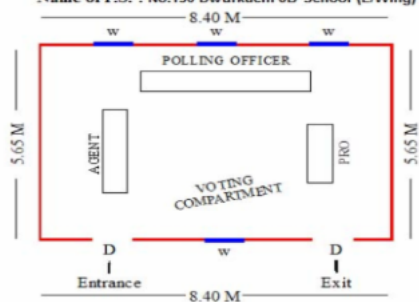 8.40 M
W W W
POLLING OFFICER
5.65 M
AGENT
PRO
5.65 M
VOTING
COMPARTMENT
D W D
Entrance Exit
8.40 M